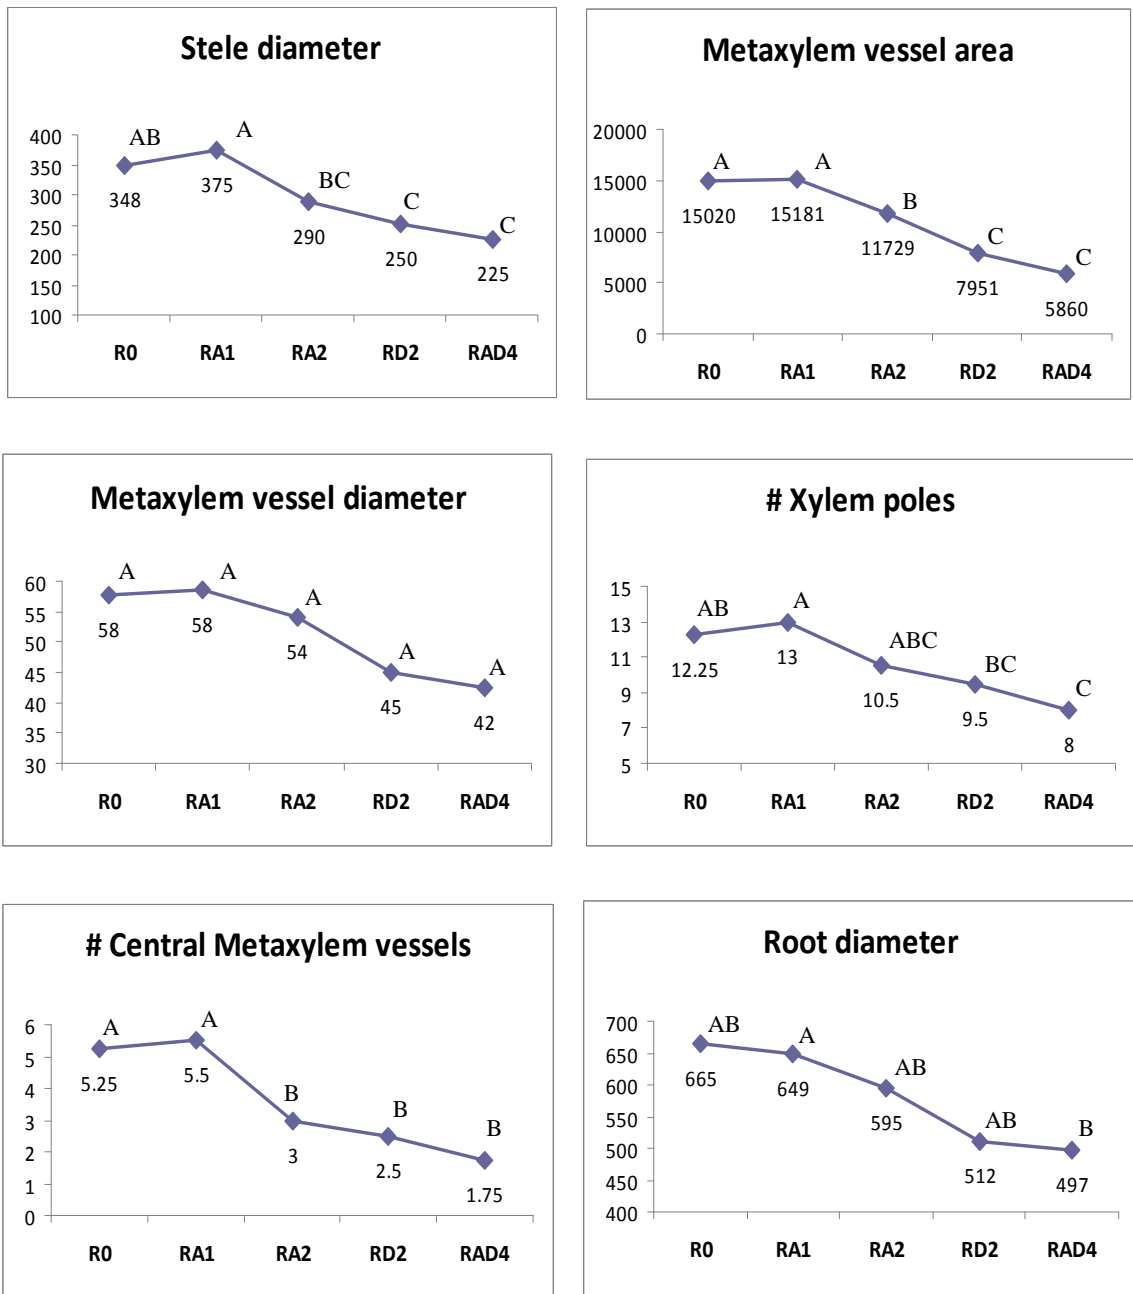 Stele diameter
400
350
300
250
200
150
100
AB
A
BC
C
C
348
375
290
250
225
R0 RA1 RA2 RD2 RAD4
Metaxylem vessel area
20000
15000
10000
5000
0
A
A
B
C
C
15020
15181
11729
7951
5860
R0 RA1 RA2 RD2 RAD4
Metaxylem vessel diameter
60
55
50
45
40
35
30
A
A
A
A
A
58
58
54
45
42
R0 RA1 RA2 RD2 RAD4
# Xylem poles
15
13
11
9
7
5
AB
A
ABC
BC
C
12.25
13
10.5
9.5
8
R0 RA1 RA2 RD2 RAD4
# Central Metaxylem vessels
6
5
4
3
2
1
0
A
A
B
B
B
5.25
5.5
3
2.5
1.75
R0 RA1 RA2 RD2 RAD4
Root diameter
700
650
600
550
500
450
400
AB
A
AB
AB
B
665
649
595
512
497
R0 RA1 RA2 RD2 RAD4